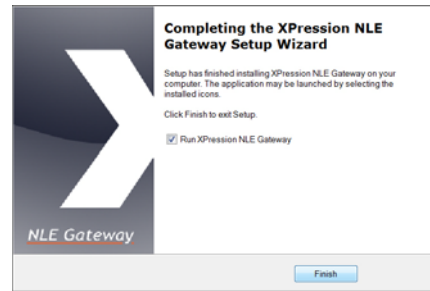 Completing the XPression NLE
Gateway Setup Wizard
Setup has finished installing XPression NLE Gateway on your
computer. The application may be launched by selecting the
installed icons.
Click Finish to exit Setup.
Run XPression NLE Gateway
NLE Gateway
Finish